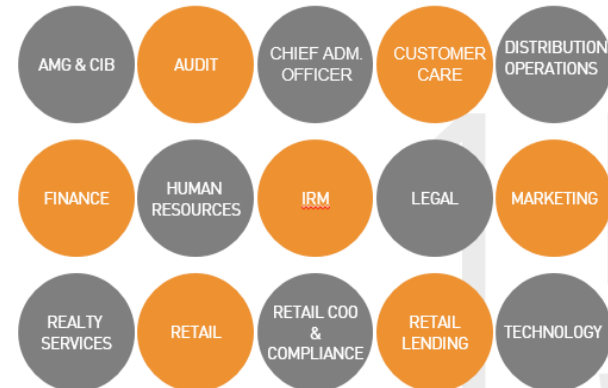 AMG & CIB
AUDIT
CHIEF ADM.
OFFICER
CUSTOMER
CARE
DISTRIBUTION
OPERATIONS
FINANCE
HUMAN
RESOURCES
IRM
LEGAL
MARKETING
REALTY
SERVICES
RETAIL
RETAIL COO
&
COMPLIANCE
RETAIL
LENDING
TECHNOLOGY